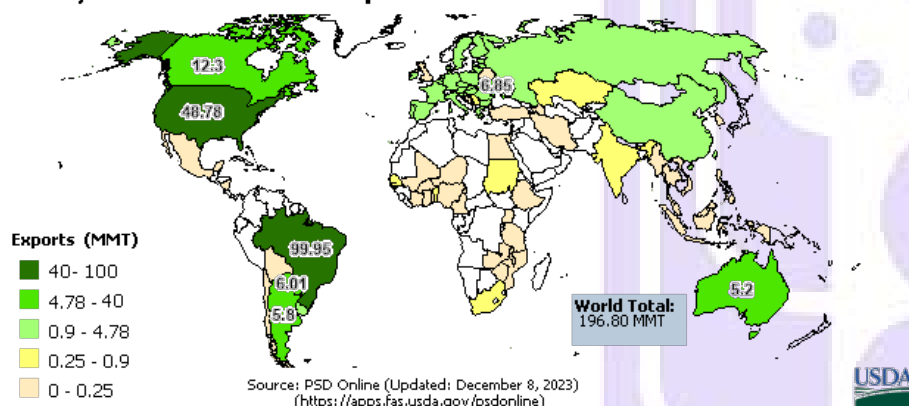 12.3
48.78
6.85
99.95
6.01
5.8
5.2
Exports (MMT)
40- 100
4.78 - 40
0.9 - 4.78
0.25 - 0.9
0 - 0.25
World Total:
196.80 MMT
Source: PSD Online (Updated: December 8, 2023)
(https://apps.fas.usda.gov/psdonline)
USDA